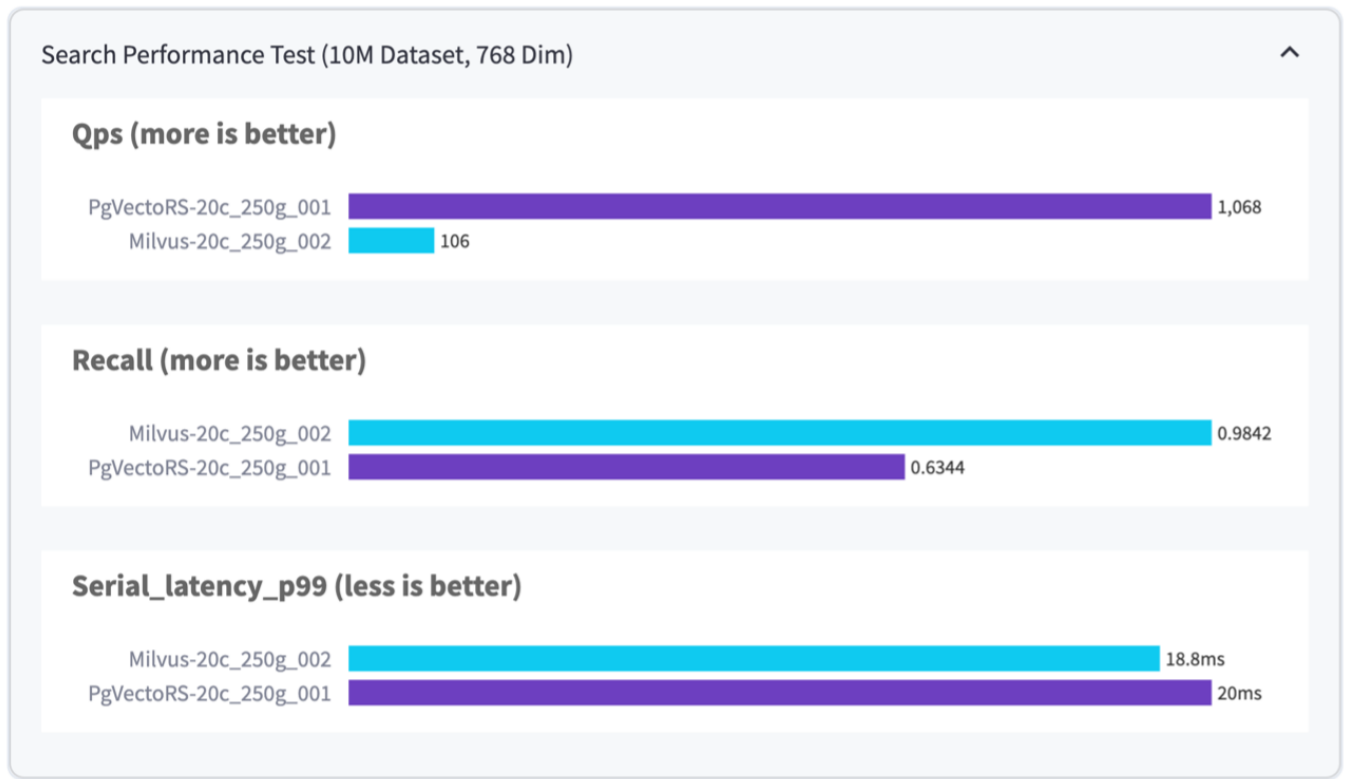 Search Performance Test (10M Dataset, 768 Dim)
Qps (more is better)
PgVectoRS-20c_250g_001 1,068
Milvus-20c_250g_002 106
Recall (more is better)
Milvus-20c_250g_002 0.9842
PgVectoRS-20c_250g_001 0.6344
Serial_latency_p99 (less is better)
Milvus-20c_250g_002 18.8ms
PgVectoRS-20c_250g_001 20ms